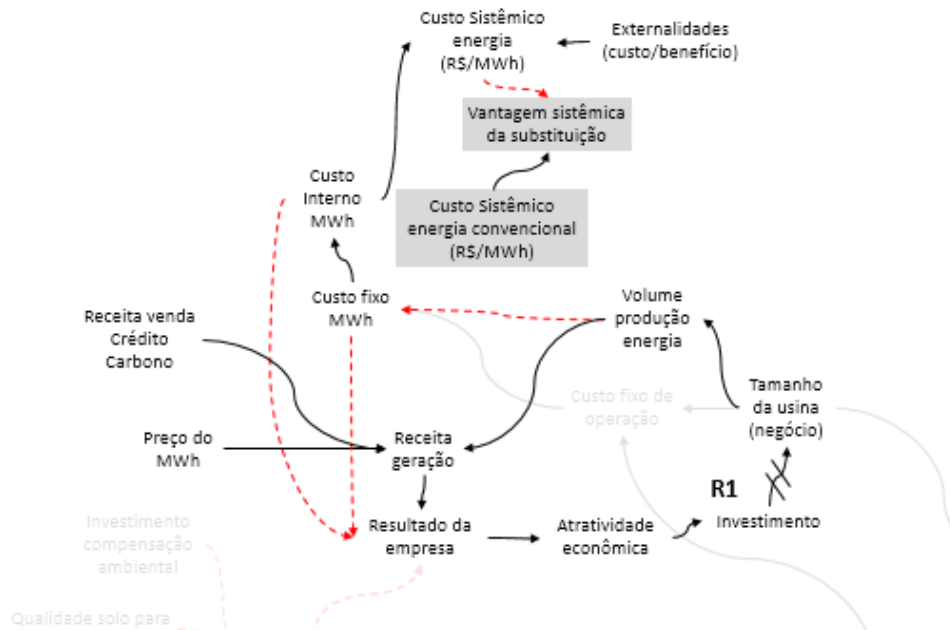 Custo Sistêmico
energia
(R$/MWh)
Externalidades
(custo/benefício)
Vantagem sistêmica
da substituição
Custo
Interno
MWh
Custo Sistêmico
energia convencional
(R$/MWh)
Custo fixo
MWh
Volume
produção
energia
Receita venda
Crédito
Carbono
Custo fixo de
operação
Tamanho
da usina
(negócio)
Preço do
MWh
Receita
geração
R1
Investimento
compensação
ambiental
Resultado da
empresa
Atratividade
econômica
Investimento
Qualidade solo para